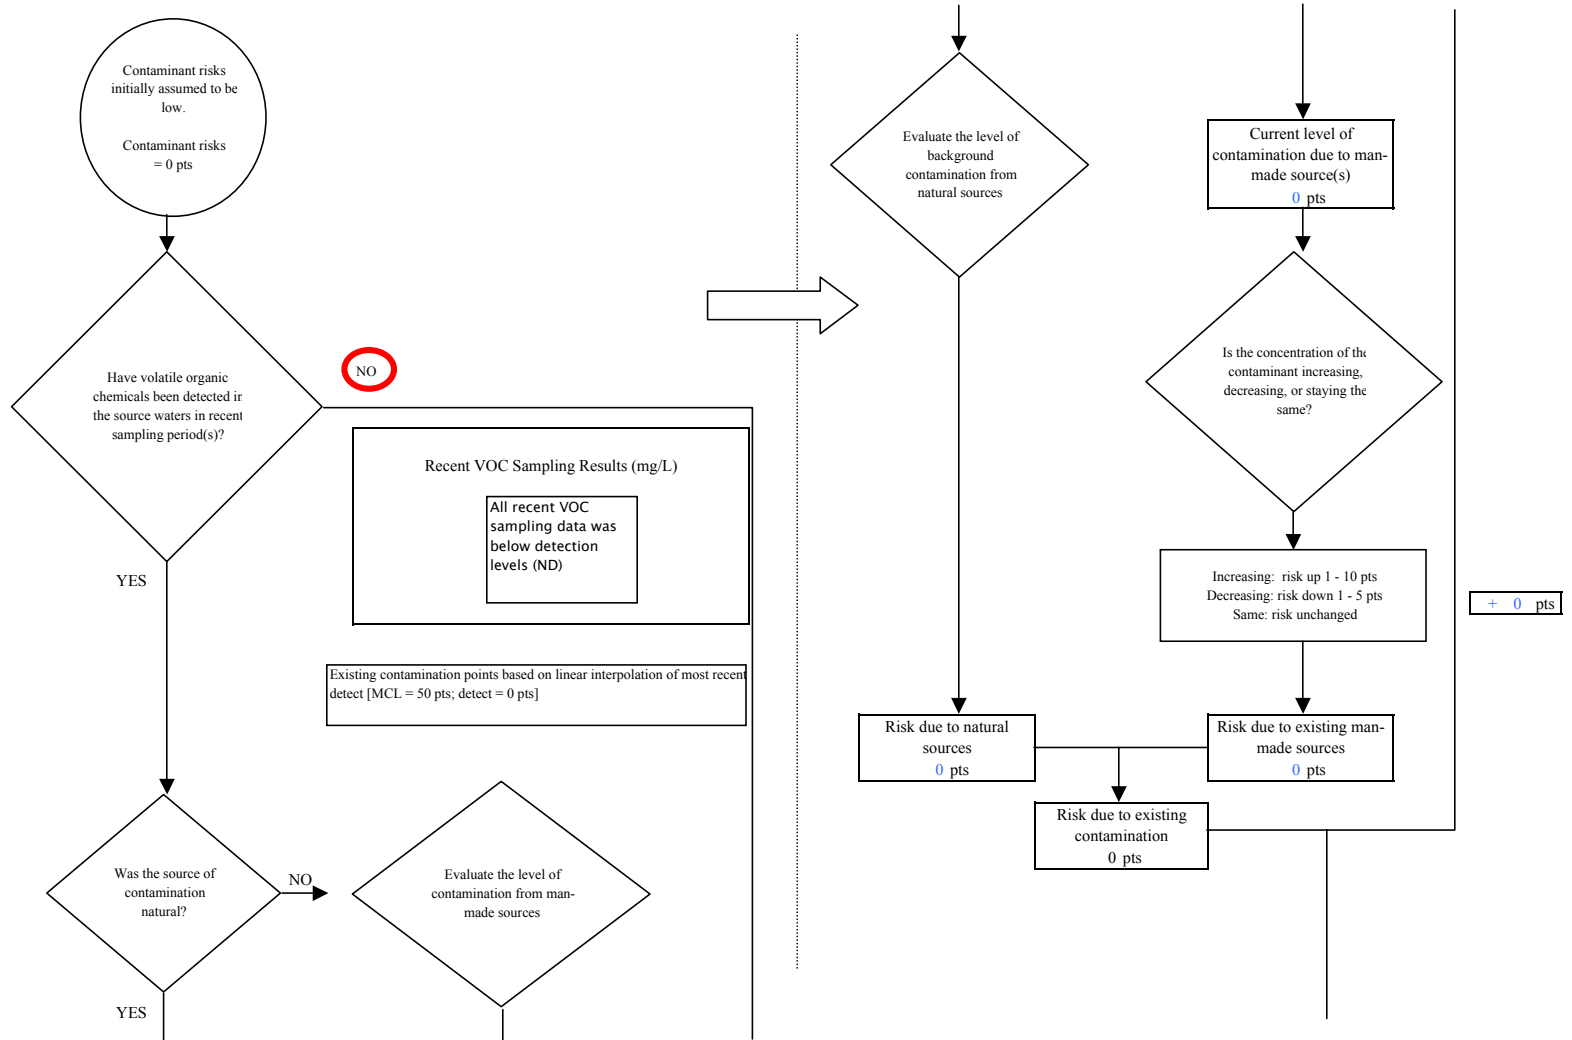 Contaminant risks
initially assumed to be
low.
Contaminant risks
= 0 pts
Have volatile organic
chemicals been detected in
the source waters in recent
sampling period(s)?
NO
Recent VOC Sampling Results (mg/L)
All recent VOC
sampling data was
below detection
levels (ND)
YES
Existing contamination points based on linear interpolation of most recent
detect [MCL = 50 pts; detect = 0 pts]
Was the source of
contamination
natural?
NO
Evaluate the level of
contamination from man-
made sources
YES
Evaluate the level of
background
contamination from
natural sources
Current level of
contamination due to man-
made source(s)
0 pts
Is the concentration of the
contaminant increasing,
decreasing, or staying the
same?
Increasing: risk up 1 - 10 pts
Decreasing: risk down 1 - 5 pts
Same: risk unchanged
+ 0 pts
Risk due to natural
sources
0 pts
Risk due to existing man-
made sources
0 pts
Risk due to existing
contamination
0 pts